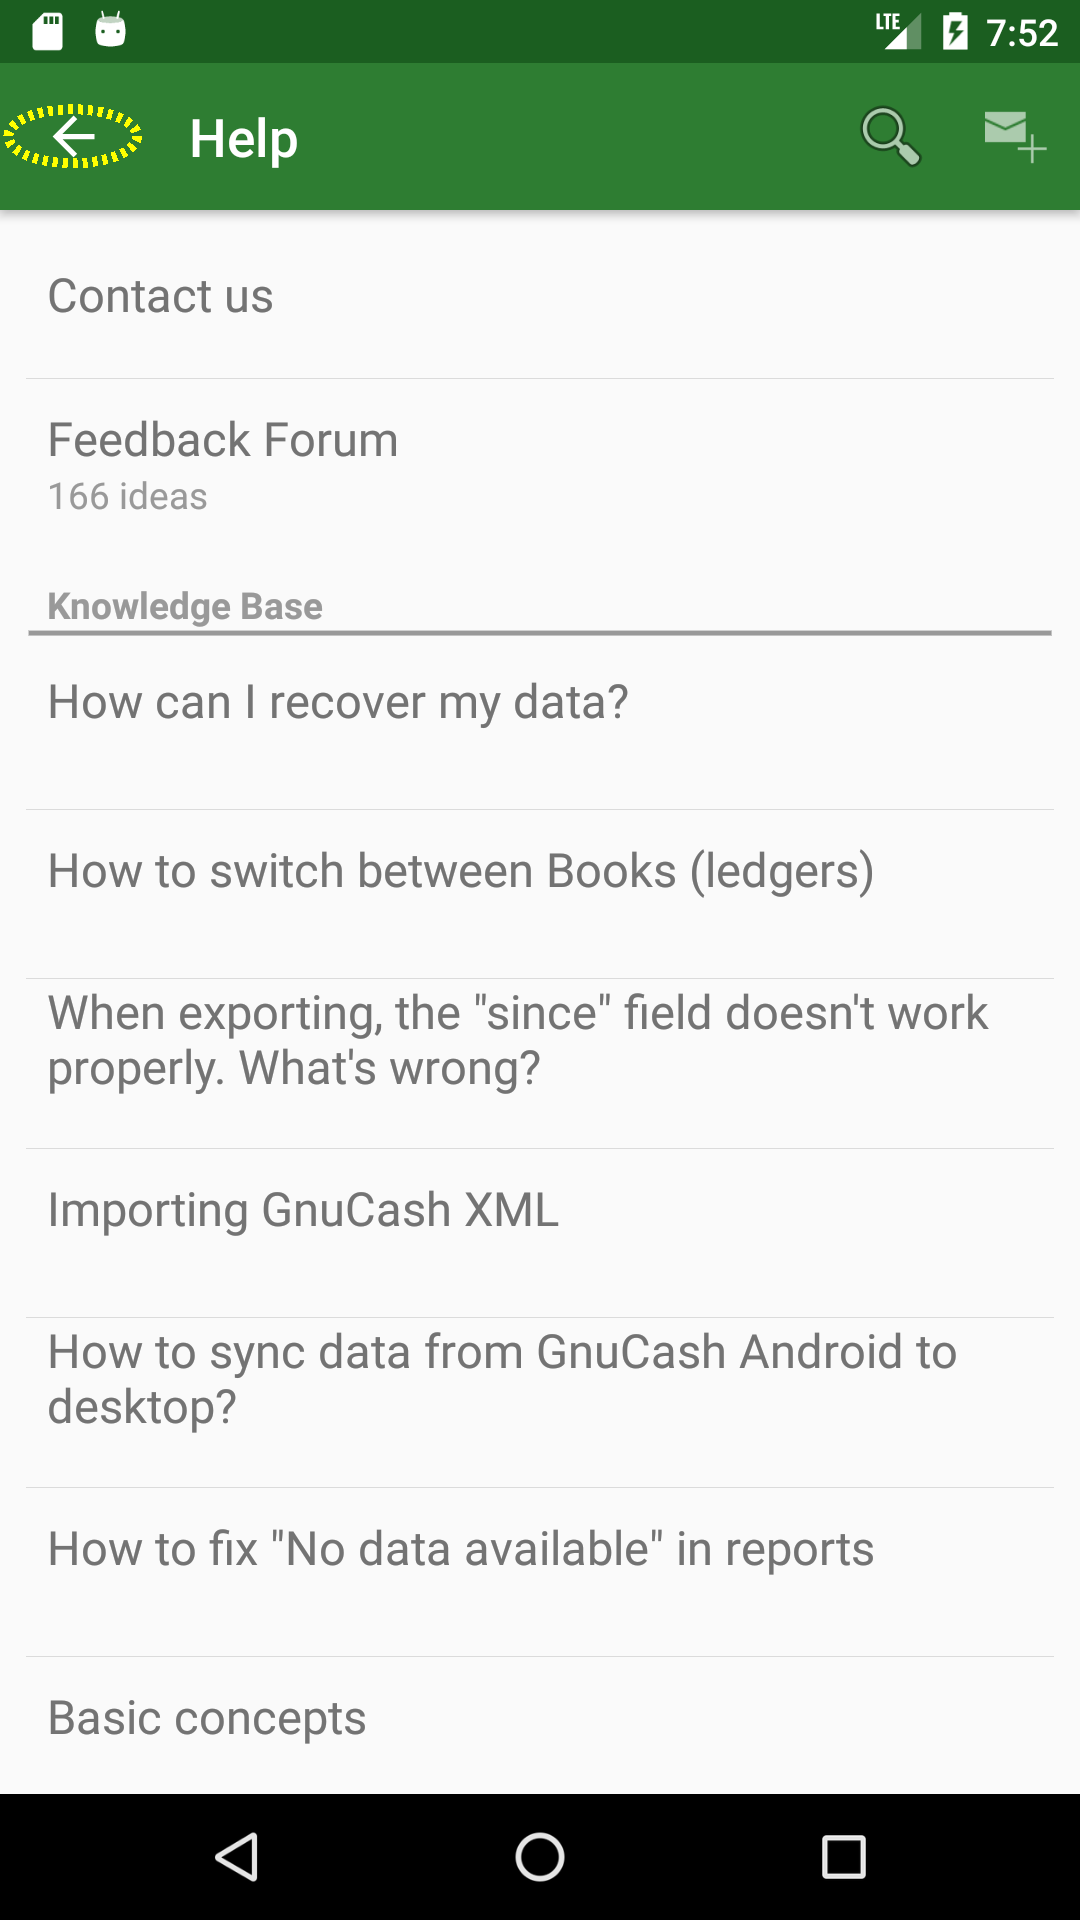 LTE 7:52
Help
Contact us
Feedback Forum
166 ideas
Knowledge Base
How can I recover my data?
How to switch between Books (ledgers)
When exporting, the "since" field doesn't work
properly. What's wrong?
Importing GnuCash XML
How to sync data from GnuCash Android to
desktop?
How to fix "No data available" in reports
Basic concepts